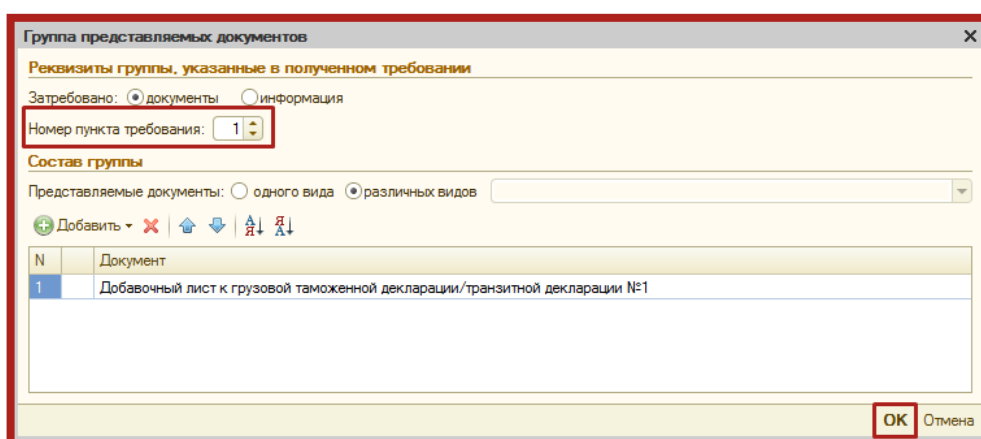 Группа представляемых документов
Реквизиты группы, указанные в полученном требовании
Затребовано: документы информация
Номер пункта требования: 1
Состав группы
Представляемые документы: одного вида различных видов
Добавить А Я Я А
N Документ
1 Добавочный лист к грузовой таможенной декларации/транзитной декларации №1
ОК Отмена